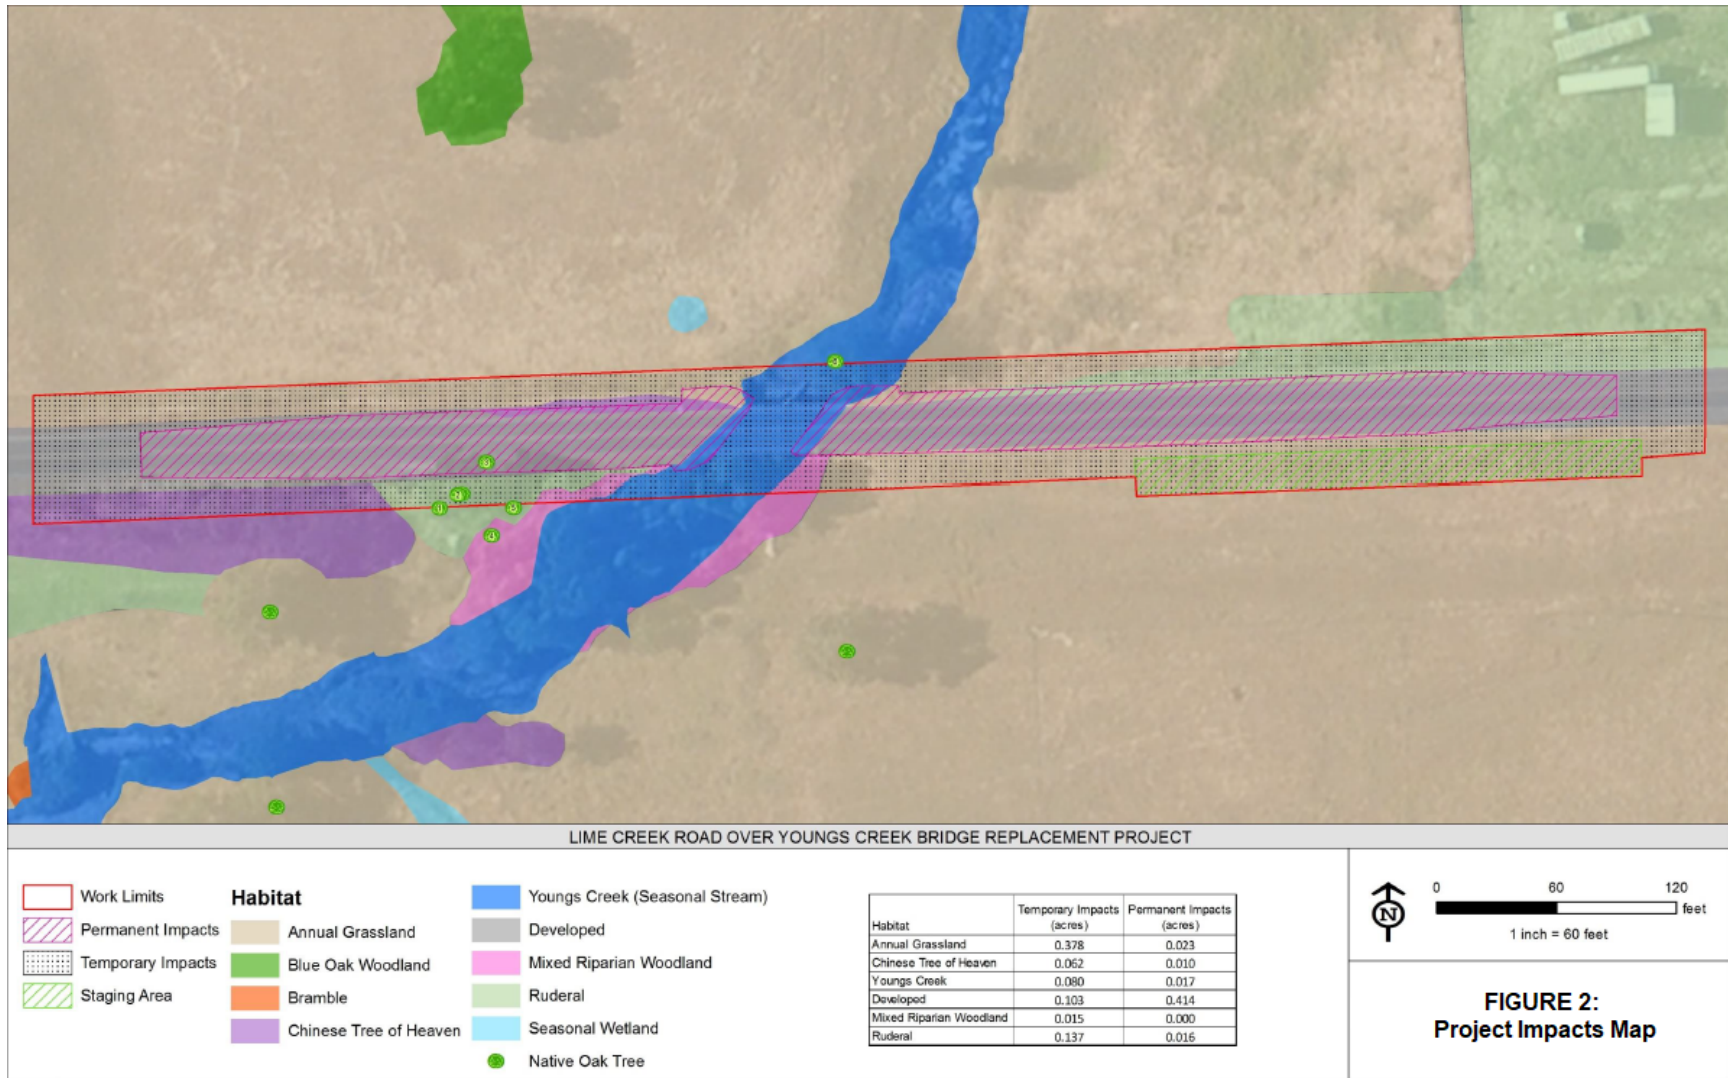 LIME CREEK ROAD OVER YOUNGS CREEK BRIDGE REPLACEMENT PROJECT
Work Limits
Permanent Impacts
Temporary Impacts
Staging Area
Habitat
Annual Grassland
Blue Oak Woodland
Bramble
Chinese Tree of Heaven
Youngs Creek (Seasonal Stream)
Developed
Mixed Riparian Woodland
Ruderal
Seasonal Wetland
Native Oak Tree
Habitat Temporary Impacts (acres) Permanent Impacts (acres)
Annual Grassland 0.378 0.023
Chinese Tree of Heaven 0.062 0.010
Youngs Creek 0.080 0.017
Developed 0.103 0.414
Mixed Riparian Woodland 0.015 0.000
Ruderal 0.137 0.016
N
0 60 120
feet
1 inch = 60 feet
FIGURE 2:
Project Impacts Map